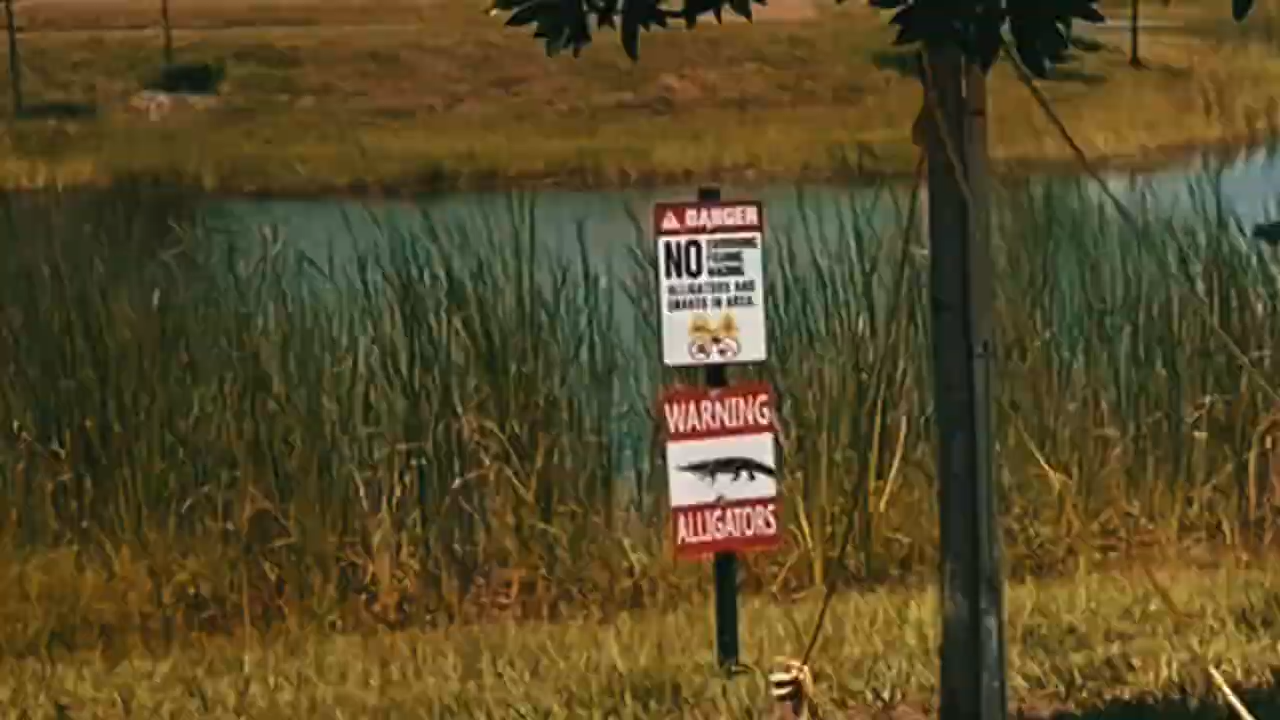 DANGER
NO
ALLIGATORS AND
SNAKES IN AREA
WARNING
ALLIGATORS